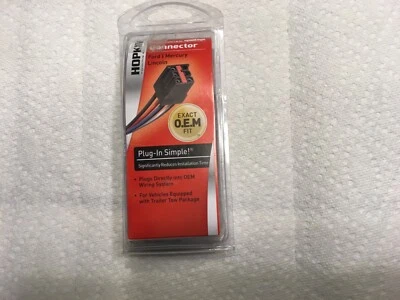 HOPKINS
Connector
Ford / Mercury
Lincoln
EXACT
O.E.M
FIT
Plug-In Simple!®
Significantly Reduces Installation Time
• Plugs Directly into OEM
Wiring System
• For Vehicles Equipped
with Trailer Tow Package